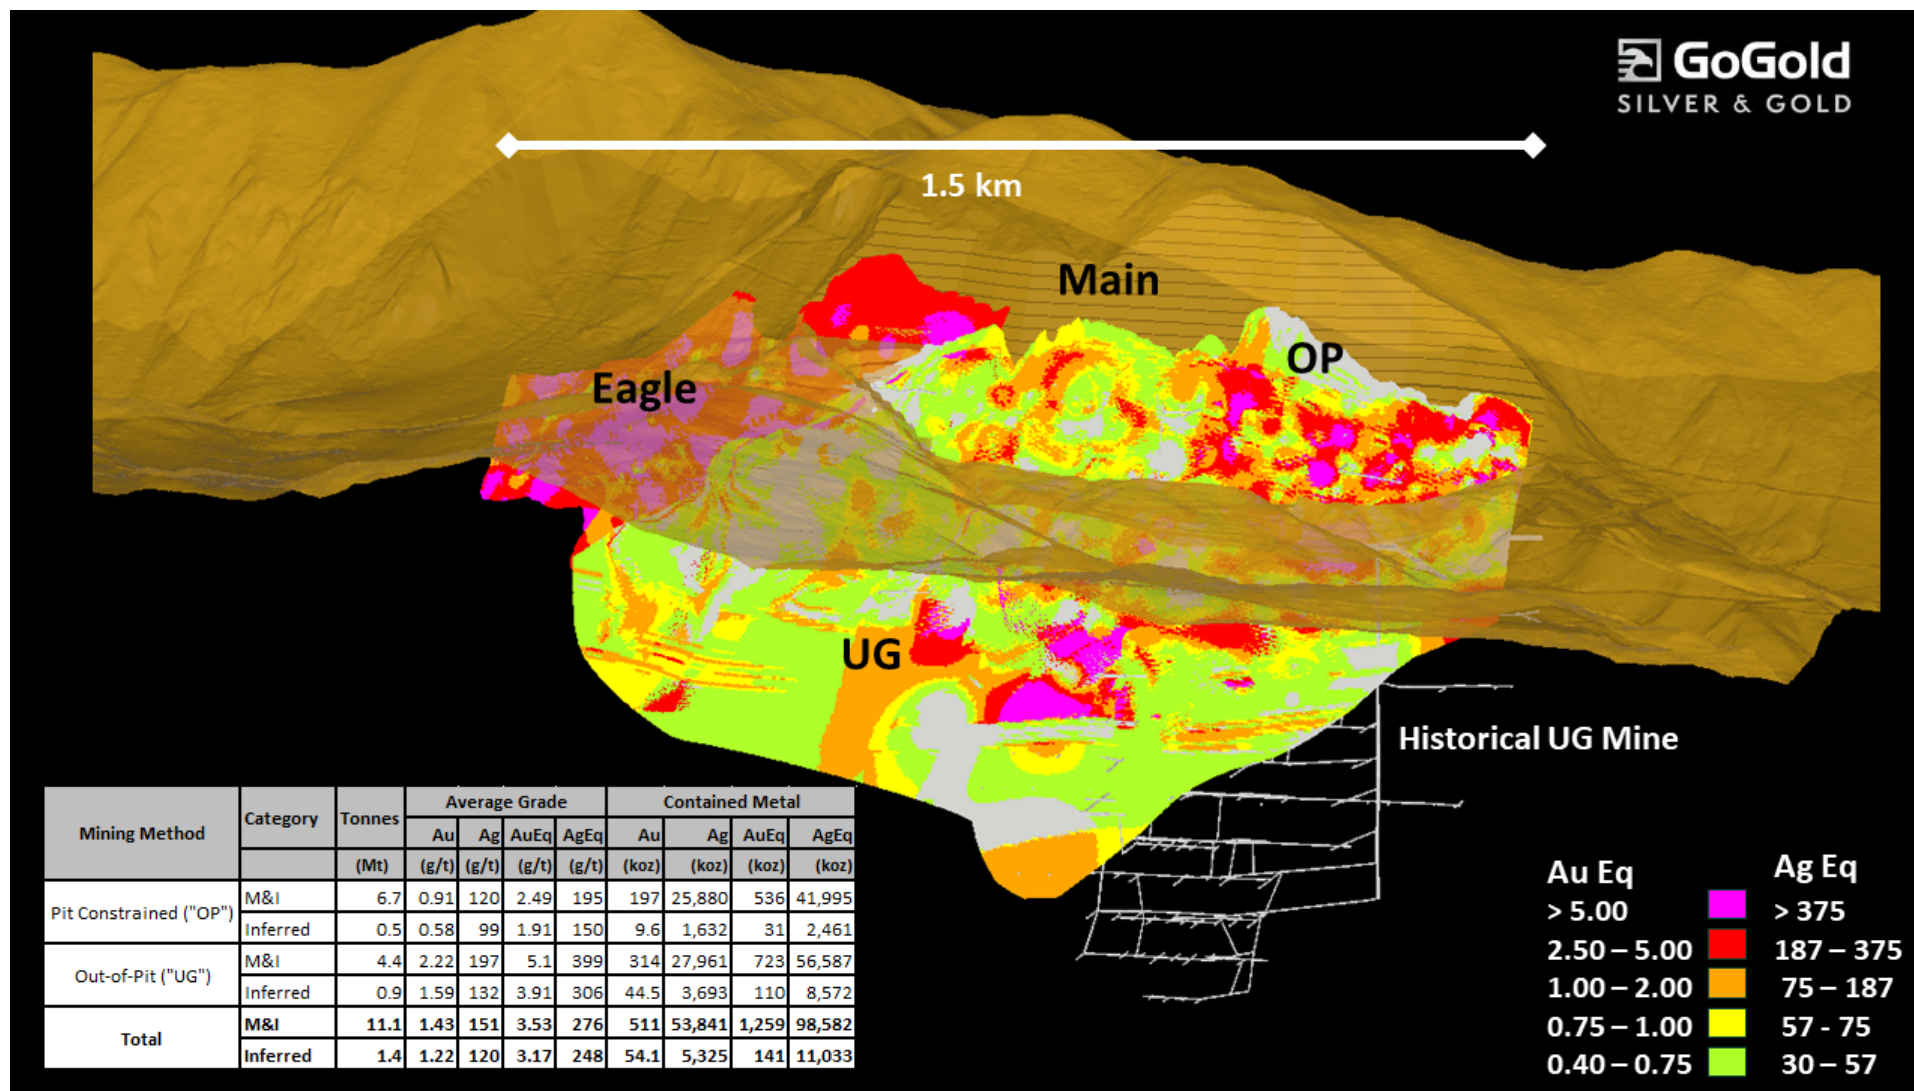 GoGold
SILVER & GOLD
1.5 km
Main
OP
Eagle
UG
Historical UG Mine
Mining Method Category Tonnes Average Grade Contained Metal
Au Ag AuEq AgEq Au Ag AuEq AgEq
(Mt) (g/t) (g/t) (g/t) (g/t) (koz) (koz) (koz) (koz)
Pit Constrained ("OP") M&I 6.7 0.91 120 2.49 195 197 25,880 536 41,995
Inferred 0.5 0.58 99 1.91 150 9.6 1,632 31 2,461
Out-of-Pit ("UG") M&I 4.4 2.22 197 5.1 399 314 27,961 723 56,587
Inferred 0.9 1.59 132 3.91 306 44.5 3,693 110 8,572
Total M&I 11.1 1.43 151 3.53 276 511 53,841 1,259 98,582
Inferred 1.4 1.22 120 3.17 248 54.1 5,325 141 11,033
Au Eq Ag Eq
> 5.00 > 375
2.50 – 5.00 187 – 375
1.00 – 2.00 75 – 187
0.75 – 1.00 57 - 75
0.40 – 0.75 30 – 57